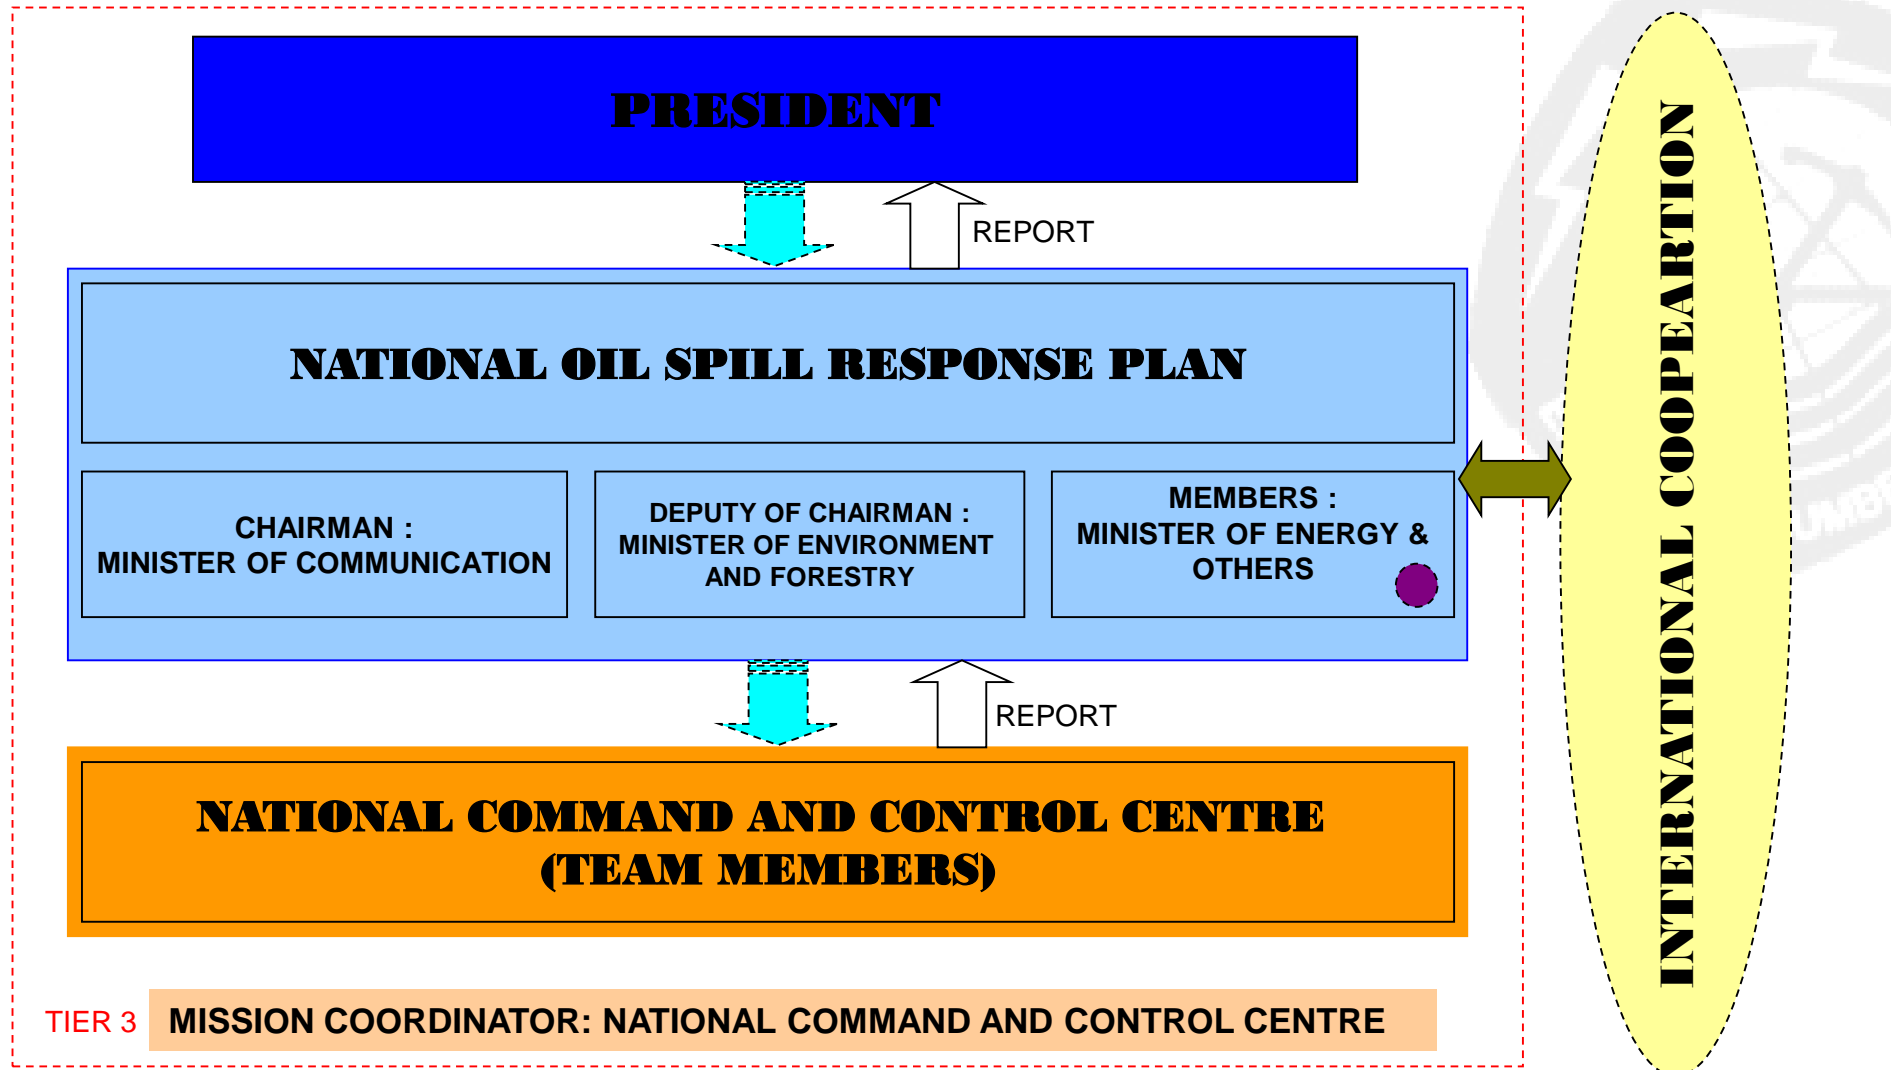 PRESIDENT
REPORT
NATIONAL OIL SPILL RESPONSE PLAN
CHAIRMAN :
MINISTER OF COMMUNICATION
DEPUTY OF CHAIRMAN :
MINISTER OF ENVIRONMENT
AND FORESTRY
MEMBERS :
MINISTER OF ENERGY &
OTHERS
REPORT
NATIONAL COMMAND AND CONTROL CENTRE
(TEAM MEMBERS)
TIER 3
MISSION COORDINATOR: NATIONAL COMMAND AND CONTROL CENTRE
INTERNATIONAL COOPEARTION